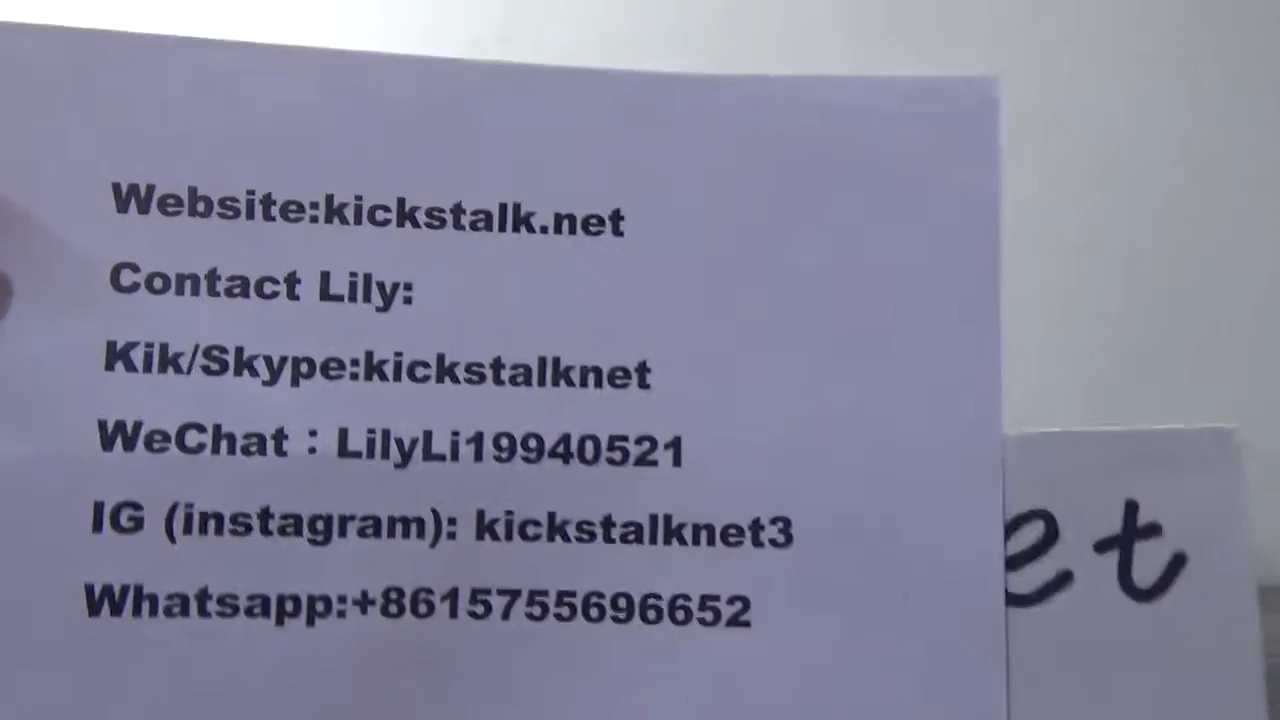 Website:kickstalk.net
Contact Lily:
Kik/Skype:kickstalknet
WeChat：LilyLi19940521
IG (instagram): kickstalknet3
Whatsapp:+8615755696652
et